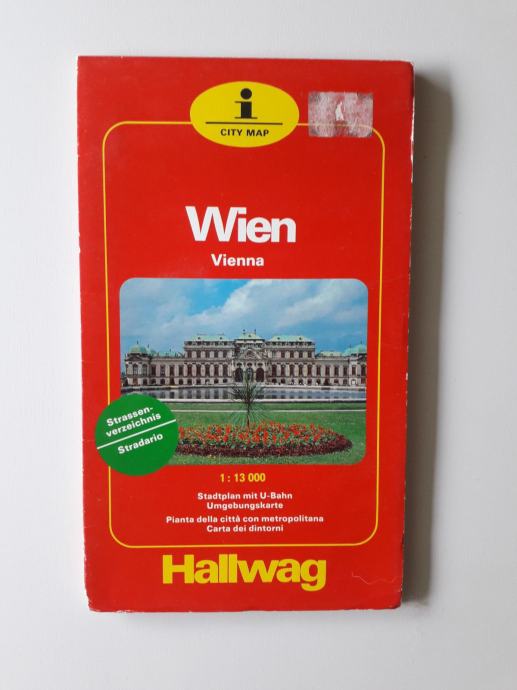 i
CITY MAP
Wien
Vienna
Strassen-
verzeichnis
Stradario
1 : 13 000
Stadtplan mit U-Bahn
Umgebungskarte
Pianta della città con metropolitana
Carta dei dintorni
Hallwag